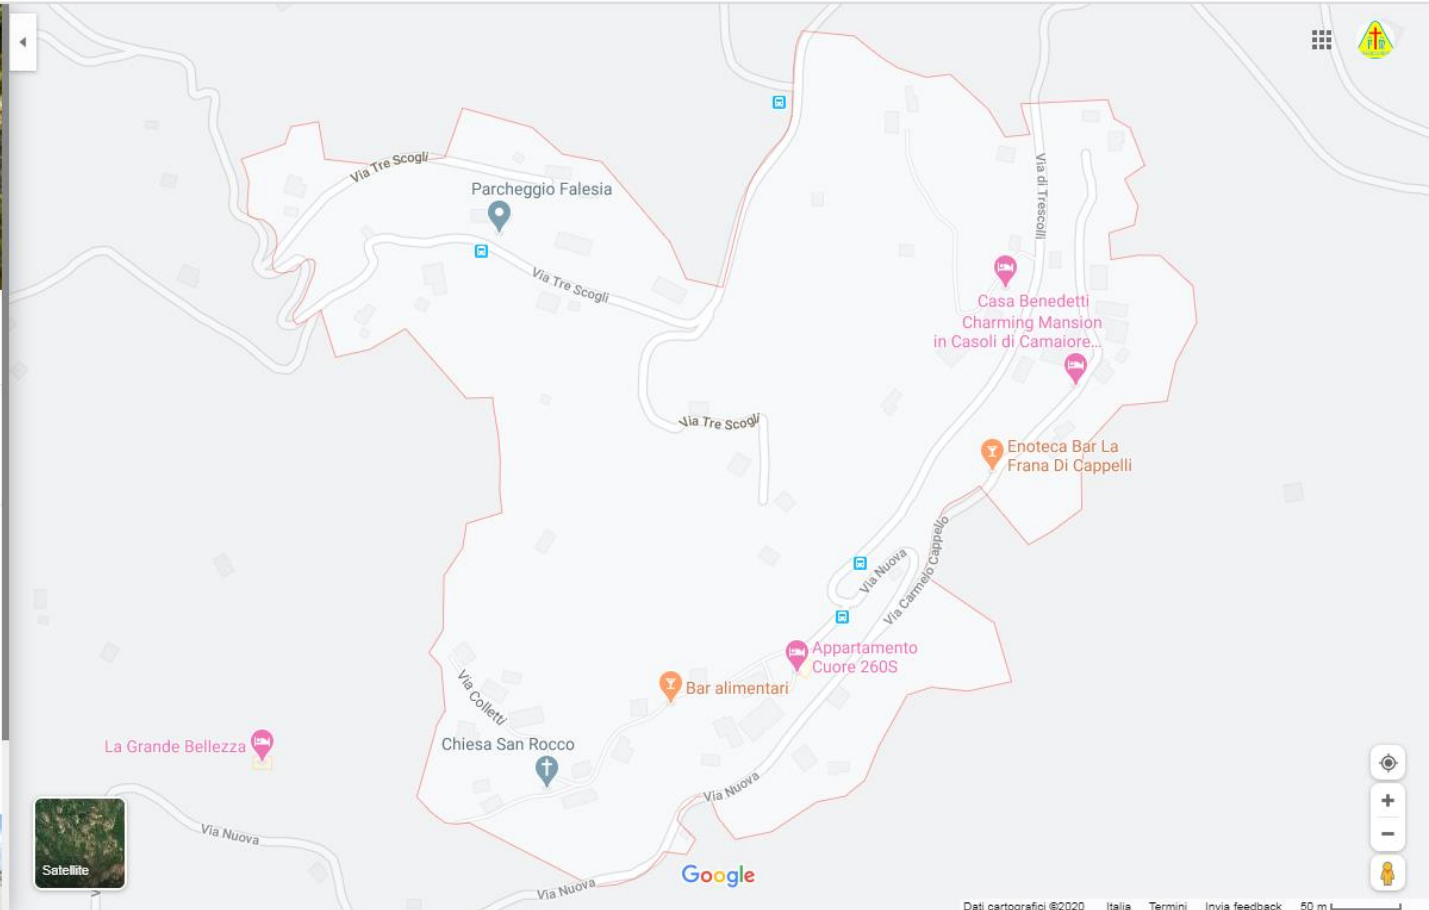 Via Tre Scogli
Parcheggio Falesia
Via Tre Scogli
Via di Trescolli
Casa Benedetti
Charming Mansion
in Casoli di Camaiore...
Via Tre Scogli
Enoteca Bar La
Frana Di Cappelli
Via Nuova
Via Carmelo Cappello
Appartamento
Cuore 260S
Bar alimentari
Via Colletti
Chiesa San Rocco
La Grande Bellezza
Via Nuova
Via Nuova
Satellite
Google
Via Nuova
Dati cartografici ©2020 Italia Termini Invia feedback 50 m